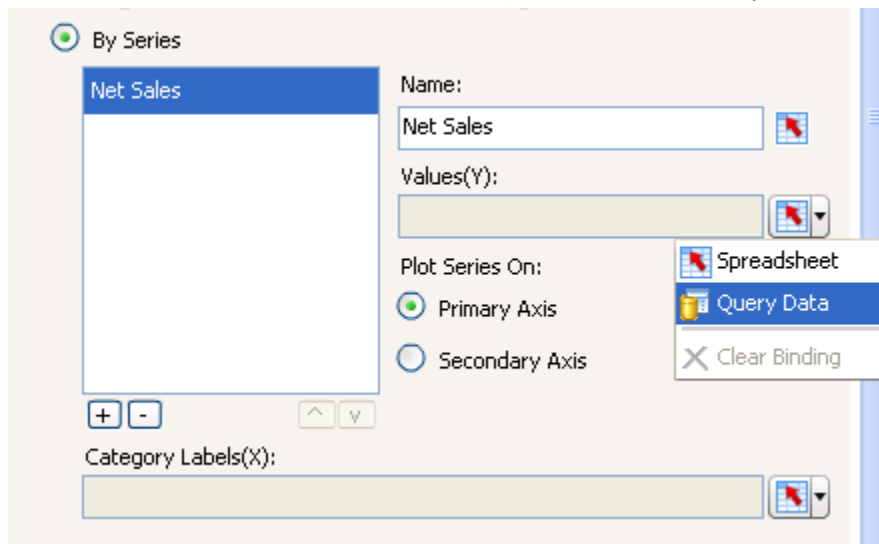 By Series
Net Sales
Name:
Net Sales
Values(Y):
Plot Series On:
Primary Axis
Secondary Axis
Spreadsheet
Query Data
Clear Binding
+ - ^ v
Category Labels(X):